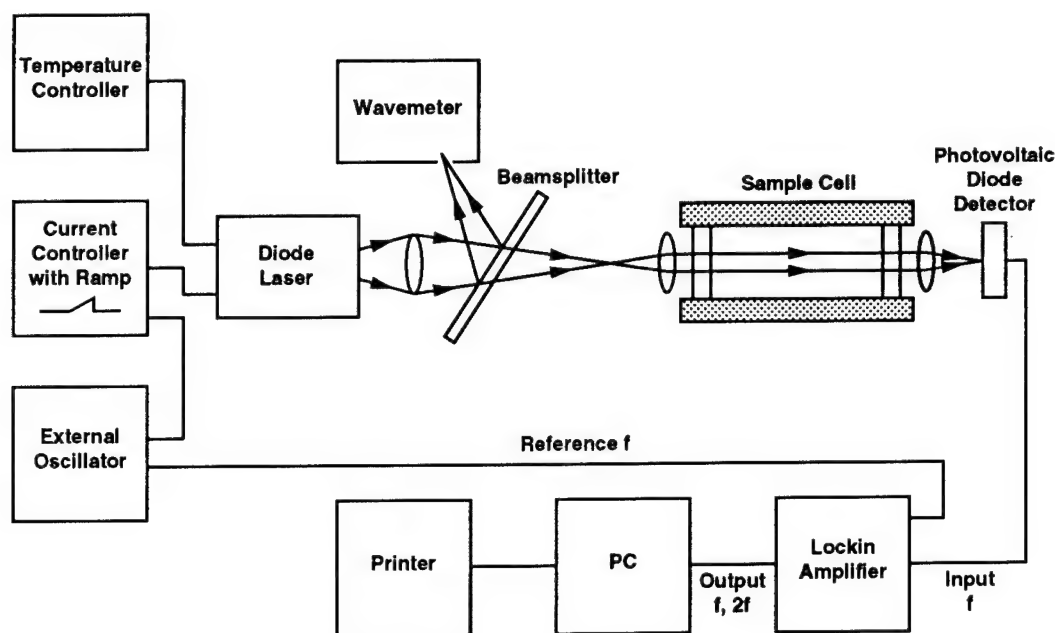 Temperature
Controller
Wavemeter
Beamsplitter
Photovoltaic
Diode
Detector
Sample Cell
Current
Controller
with Ramp
Diode
Laser
External
Oscillator
Reference f
Printer
PC
Output
f, 2f
Lockin
Amplifier
Input
f